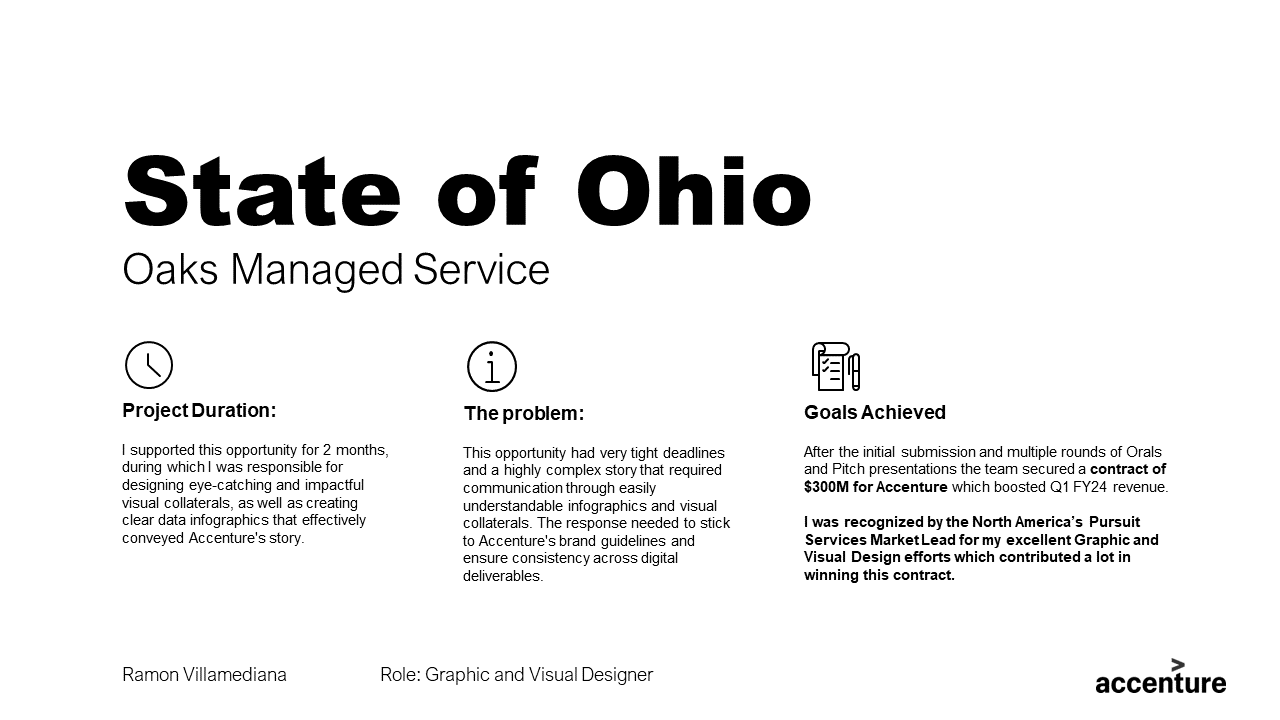 State of Ohio
Oaks Managed Service
Project Duration:
I supported this opportunity for 2 months,
during which I was responsible for
designing eye-catching and impactful
visual collaterals, as well as creating
clear data infographics that effectively
conveyed Accenture's story.
The problem:
This opportunity had very tight deadlines
and a highly complex story that required
communication through easily
understandable infographics and visual
collaterals. The response needed to stick
to Accenture's brand guidelines and
ensure consistency across digital
deliverables.
Goals Achieved
After the initial submission and multiple rounds of Orals
and Pitch presentations the team secured a contract of
$300M for Accenture which boosted Q1 FY24 revenue.
I was recognized by the North America’s Pursuit
Services Market Lead for my excellent Graphic and
Visual Design efforts which contributed a lot in
winning this contract.
Ramon Villamediana
Role: Graphic and Visual Designer
accenture